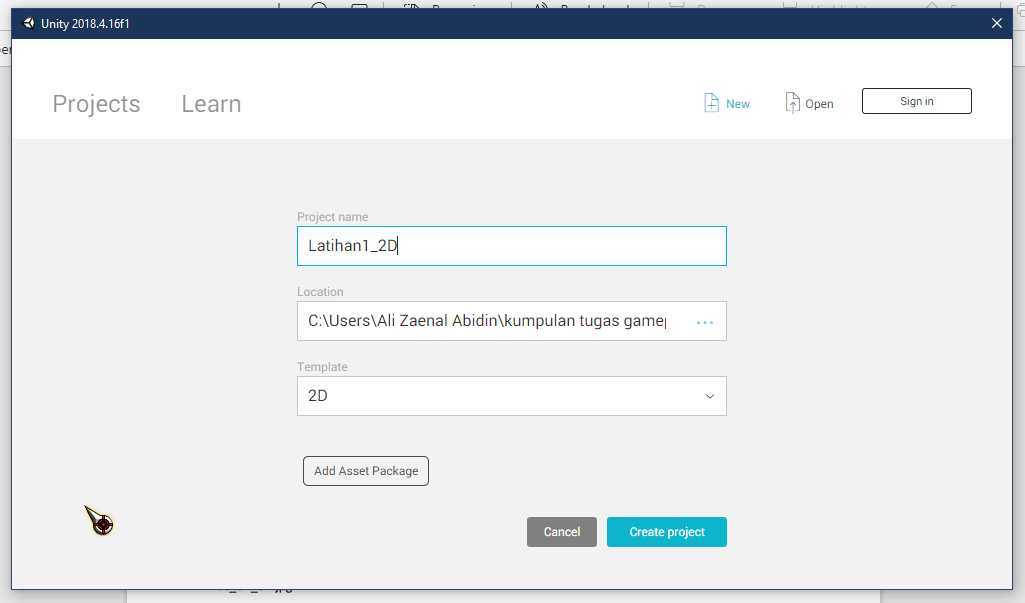 Unity 2018.4.16f1
Projects
Learn
New
Open
Sign in
Project name
Latihan1_2D
Location
C:\Users\Ali Zaenal Abidin\kumpulan tugas
Template
2D
Add Asset Package
Cancel
Create project